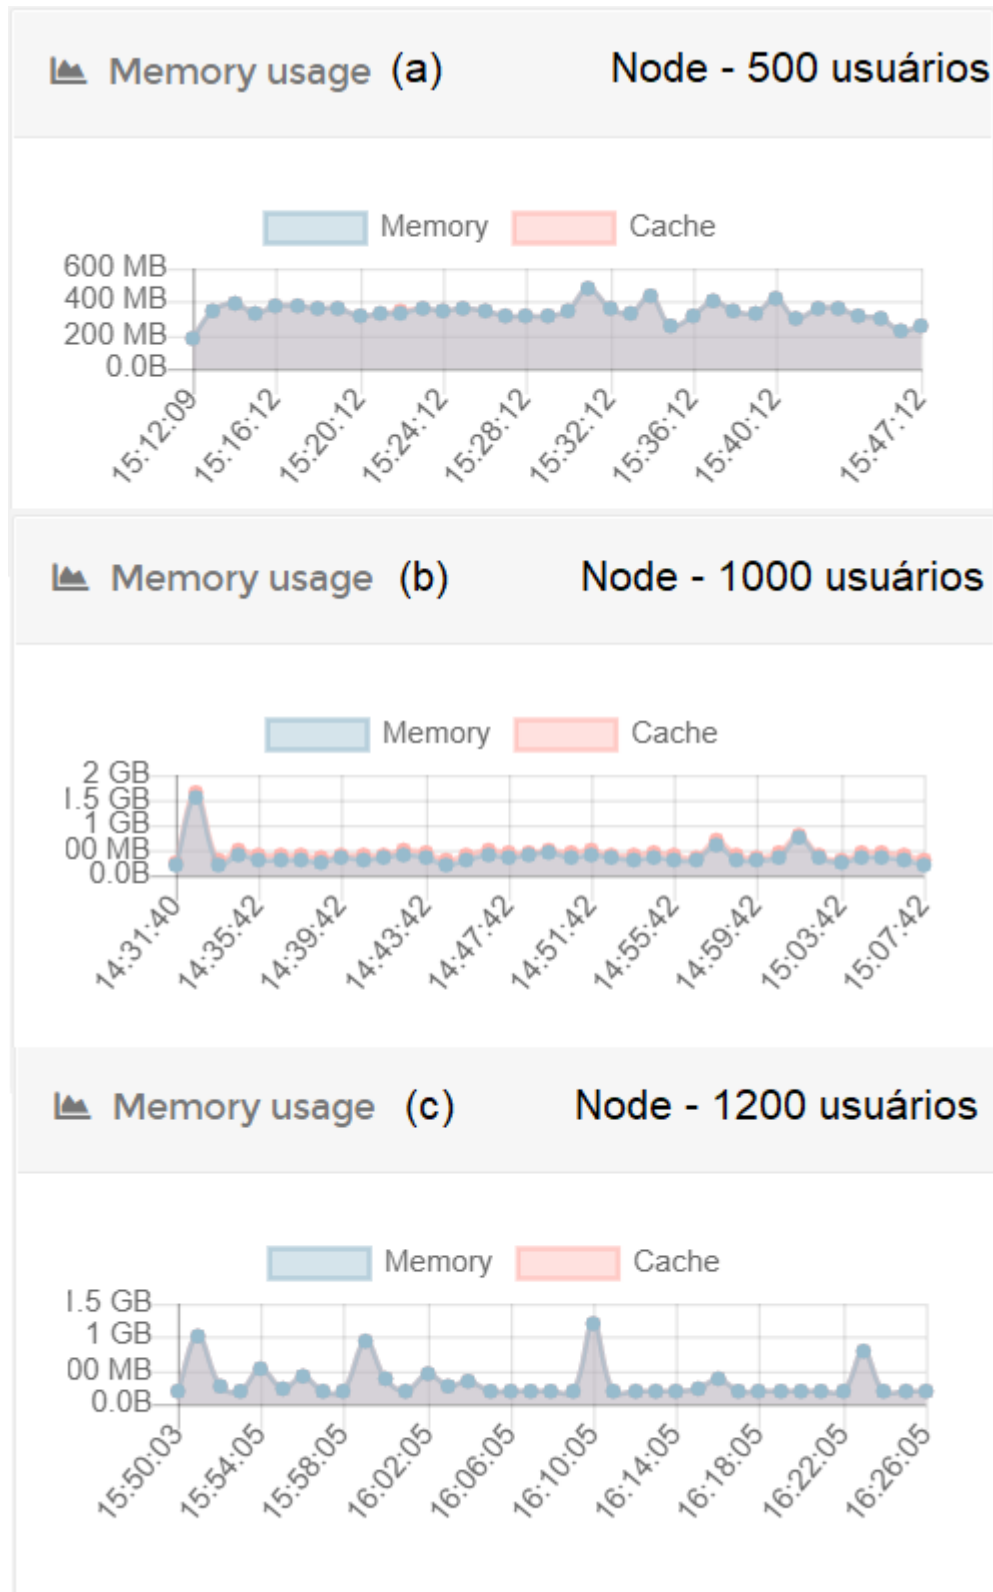 Memory usage (a) Node - 500 usuários
Memory Cache
600 MB
400 MB
200 MB
0.0B
15:12:09 15:16:12 15:20:12 15:24:12 15:28:12 15:32:12 15:36:12 15:40:12 15:47:12
Memory usage (b) Node - 1000 usuários
Memory Cache
2 GB
.5 GB
1 GB
00 MB
0.0B
14:31:40 14:35:42 14:39:42 14:43:42 14:47:42 14:51:42 14:55:42 14:59:42 15:03:42 15:07:42
Memory usage (c) Node - 1200 usuários
Memory Cache
.5 GB
1 GB
00 MB
0.0B
15:50:03 15:54:05 15:58:05 16:02:05 16:06:05 16:10:05 16:14:05 16:18:05 16:22:05 16:26:05